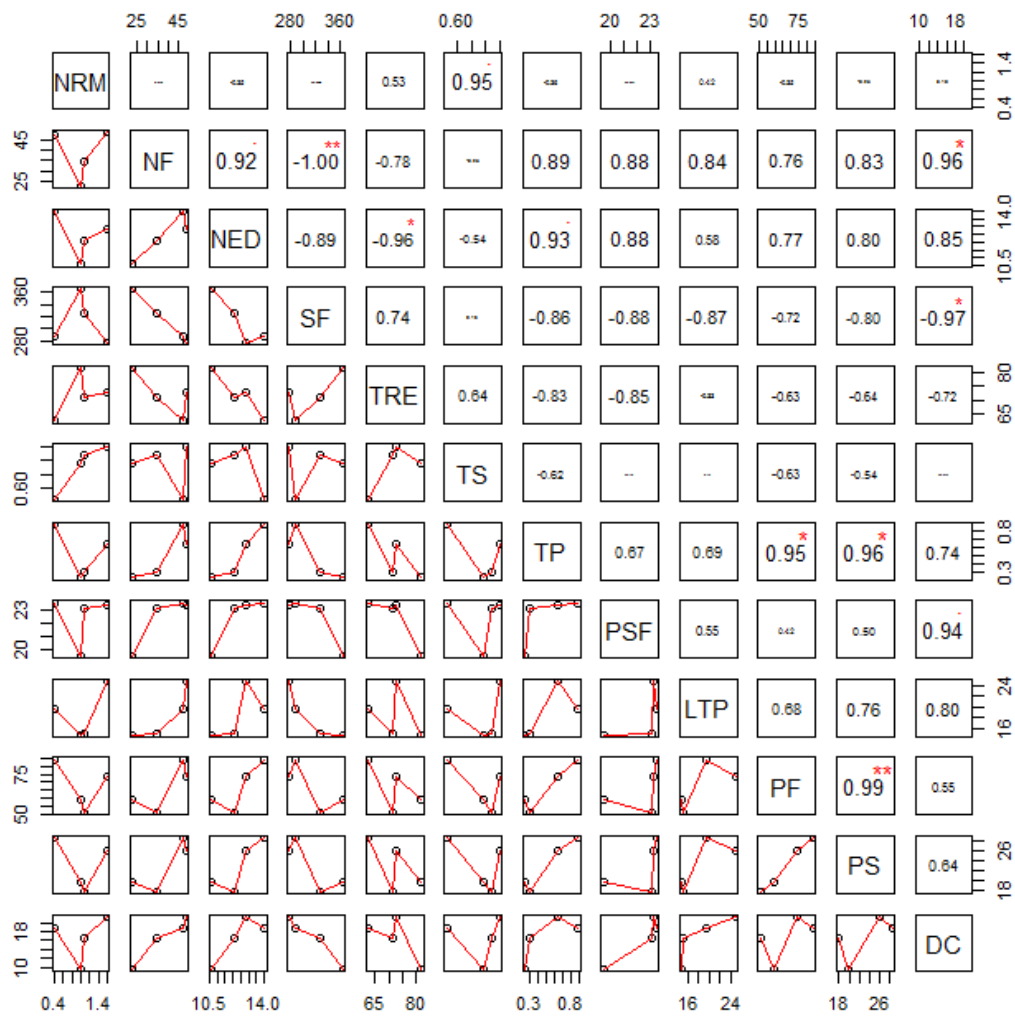 25 45 280 360 0.60 20 23 50 75 10 18
NRM 0.53 0.95 . 0.42 0.4 1.4
** *
25 45 NF 0.92 . -1.00 -0.78 0.89 0.88 0.84 0.76 0.83 0.96
*
NED -0.89 -0.96 -0.54 0.93 . 0.88 0.58 0.77 0.80 0.85 10.5 14.0
*
280 360 SF 0.74 -0.86 -0.88 -0.87 -0.72 -0.80 -0.97
TRE 0.64 -0.83 -0.85 -0.63 -0.64 -0.72 65 80
0.60 TS -0.62 --- -- -0.63 -0.54 ---
* *
TP 0.67 0.69 0.95 0.96 0.74 0.3 0.8
20 23 PSF 0.55 0.42 0.50 0.94 .
LTP 0.68 0.76 0.80 16 24
**
50 75 PF 0.99 0.55
PS 0.64 18 26
10 18 DC
0.4 1.4 10.5 14.0 65 80 0.3 0.8 16 24 18 26